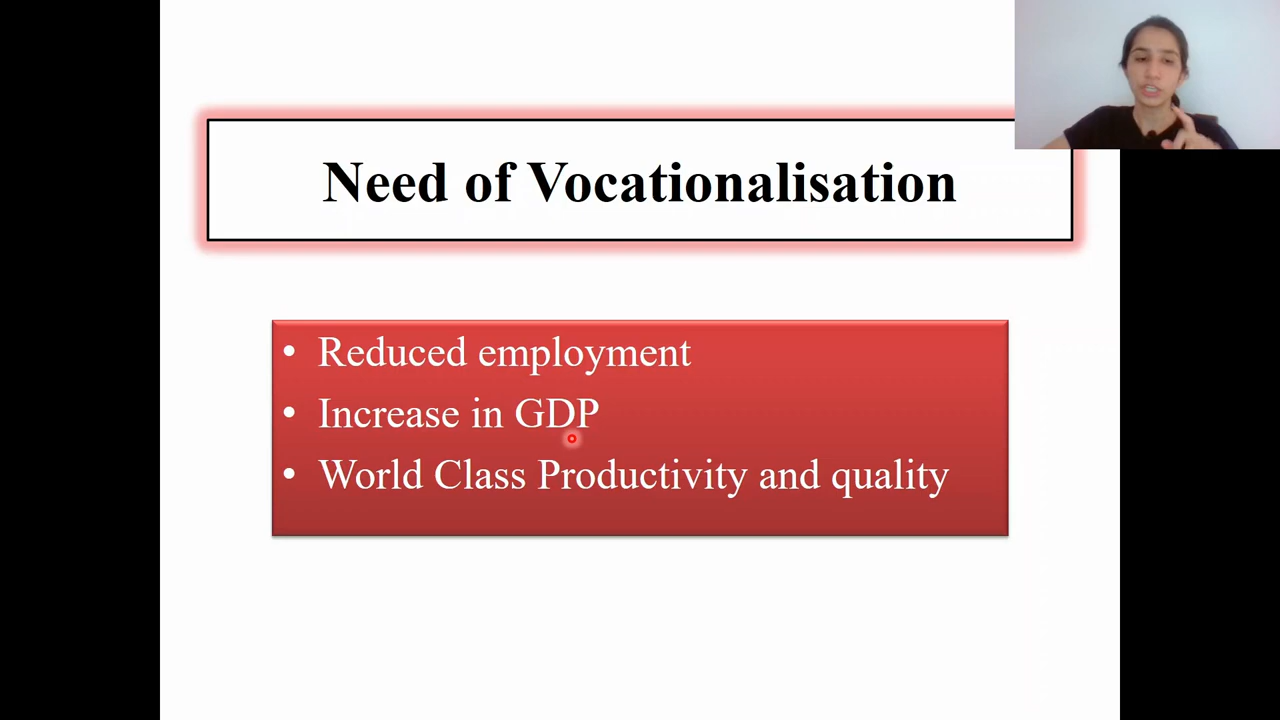 Need of Vocationalisation
• Reduced employment
• Increase in GDP
• World Class Productivity and quality